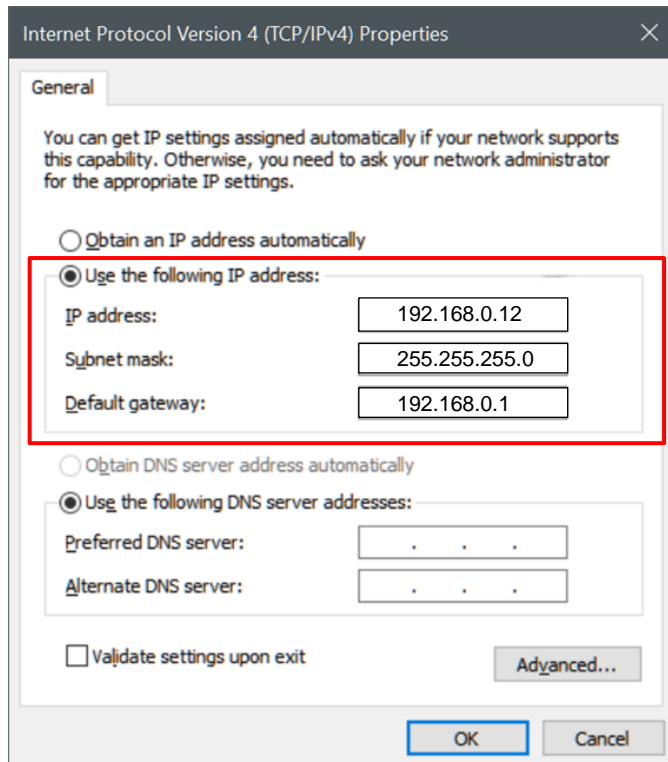 Internet Protocol Version 4 (TCP/IPv4) Properties
General
You can get IP settings assigned automatically if your network supports
this capability. Otherwise, you need to ask your network administrator
for the appropriate IP settings.
Obtain an IP address automatically
Use the following IP address:
IP address: 192.168.0.12
Subnet mask: 255.255.255.0
Default gateway: 192.168.0.1
Obtain DNS server address automatically
Use the following DNS server addresses:
Preferred DNS server: . . .
Alternate DNS server: . . .
Validate settings upon exit
Advanced...
OK Cancel